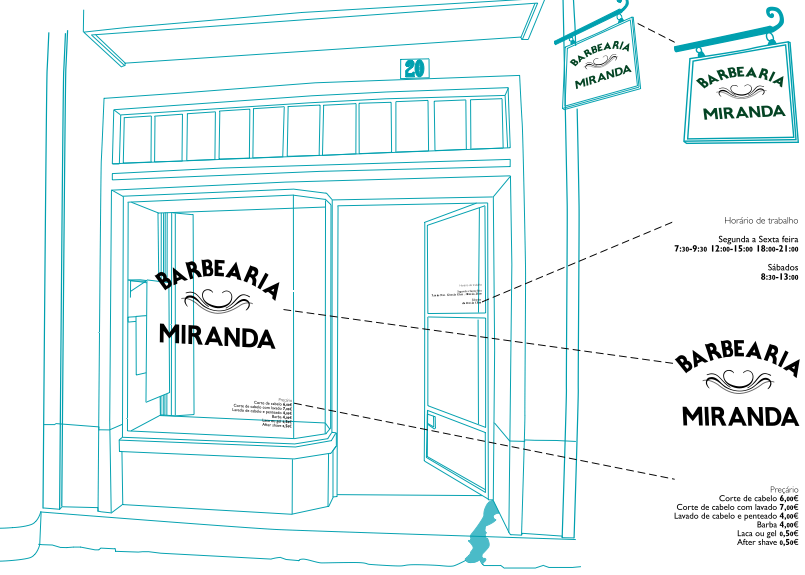 20
BARBEARIA
MIRANDA
BARBEARIA
MIRANDA
Horário de trabalho
Segunda a Sexta feira
7:30-9:30 12:00-15:00 18:00-21:00
Sábados
8:30-13:00
BARBEARIA
MIRANDA
Preçário
Corte de cabelo 6,00€
Corte de cabelo com lavado 7,00€
Lavado de cabelo e penteado 4,00€
Barba 4,00€
Laca ou gel 0,50€
After shave 0,50€
BARBEARIA
MIRANDA
Preçário
Corte de cabelo 6,00€
Corte de cabelo com lavado 7,00€
Lavado de cabelo e penteado 4,00€
Barba 4,00€
Laca ou gel 0,50€
After shave 0,50€